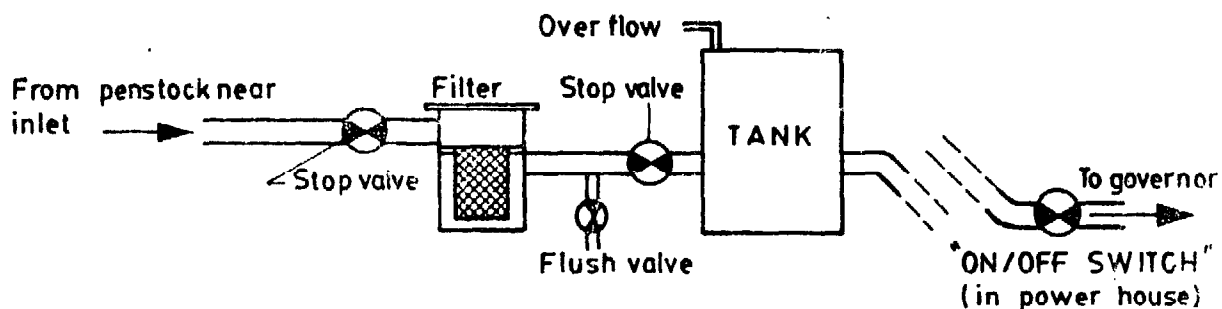 Over flow
From penstock near
inlet
Filter
Stop valve
TANK
Stop valve
Flush valve
To governor
"ON/OFF SWITCH"
(in power house)